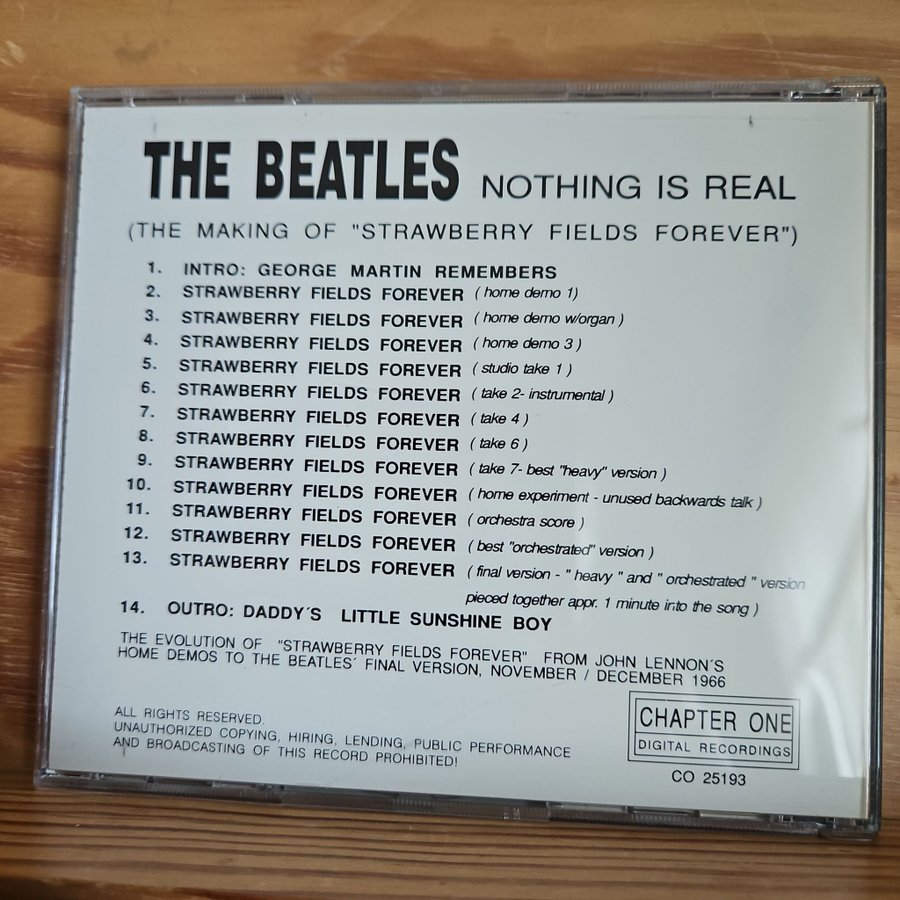 THE BEATLES NOTHING IS REAL
(THE MAKING OF "STRAWBERRY FIELDS FOREVER")
1. INTRO: GEORGE MARTIN REMEMBERS
2. STRAWBERRY FIELDS FOREVER ( home demo 1)
3. STRAWBERRY FIELDS FOREVER ( home demo w/organ )
4. STRAWBERRY FIELDS FOREVER ( home demo 3 )
5. STRAWBERRY FIELDS FOREVER ( studio take 1 )
6. STRAWBERRY FIELDS FOREVER ( take 2- instrumental )
7. STRAWBERRY FIELDS FOREVER ( take 4 )
8. STRAWBERRY FIELDS FOREVER ( take 6 )
9. STRAWBERRY FIELDS FOREVER ( take 7- best "heavy" version )
10. STRAWBERRY FIELDS FOREVER ( home experiment - unused backwards talk )
11. STRAWBERRY FIELDS FOREVER ( orchestra score )
12. STRAWBERRY FIELDS FOREVER ( best "orchestrated" version )
13. STRAWBERRY FIELDS FOREVER ( final version - " heavy " and " orchestrated " version
pieced together appr. 1 minute into the song )
14. OUTRO: DADDY´S LITTLE SUNSHINE BOY
THE EVOLUTION OF "STRAWBERRY FIELDS FOREVER" FROM JOHN LENNON´S
HOME DEMOS TO THE BEATLES´ FINAL VERSION, NOVEMBER / DECEMBER 1966
ALL RIGHTS RESERVED.
UNAUTHORIZED COPYING, HIRING, LENDING, PUBLIC PERFORMANCE
AND BROADCASTING OF THIS RECORD PROHIBITED!
CHAPTER ONE
DIGITAL RECORDINGS
CO 25193